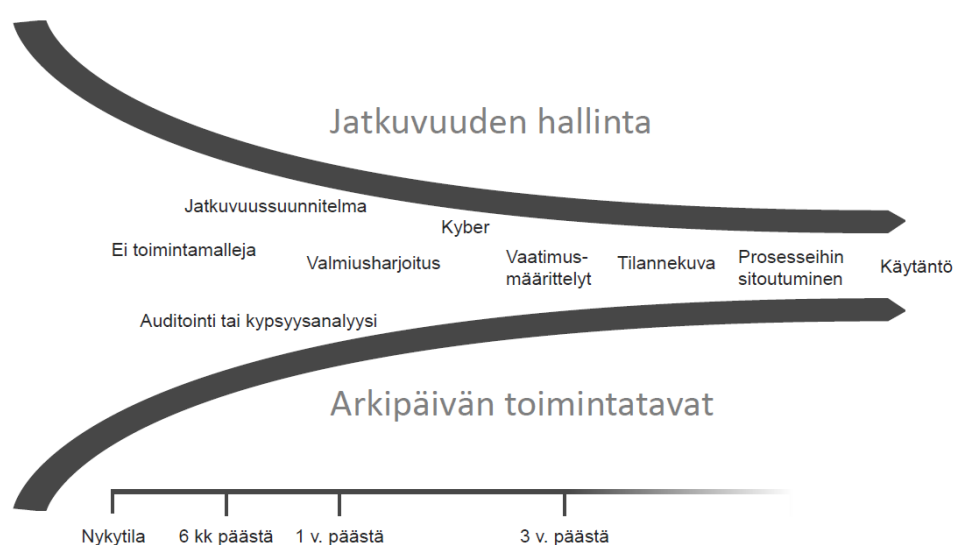 Jatkuvuuden hallinta
Jatkuvuussuunnitelma
Kyber
Ei toimintamalleja
Valmiusharjoitus
Vaatimus-
määrittelyt
Tilannekuva
Prosesseihin
sitoutuminen
Käytäntö
Auditointi tai kypsyysanalyysi
Arkipäivän toimintatavat
Nykytila
6 kk päästä
1 v. päästä
3 v. päästä